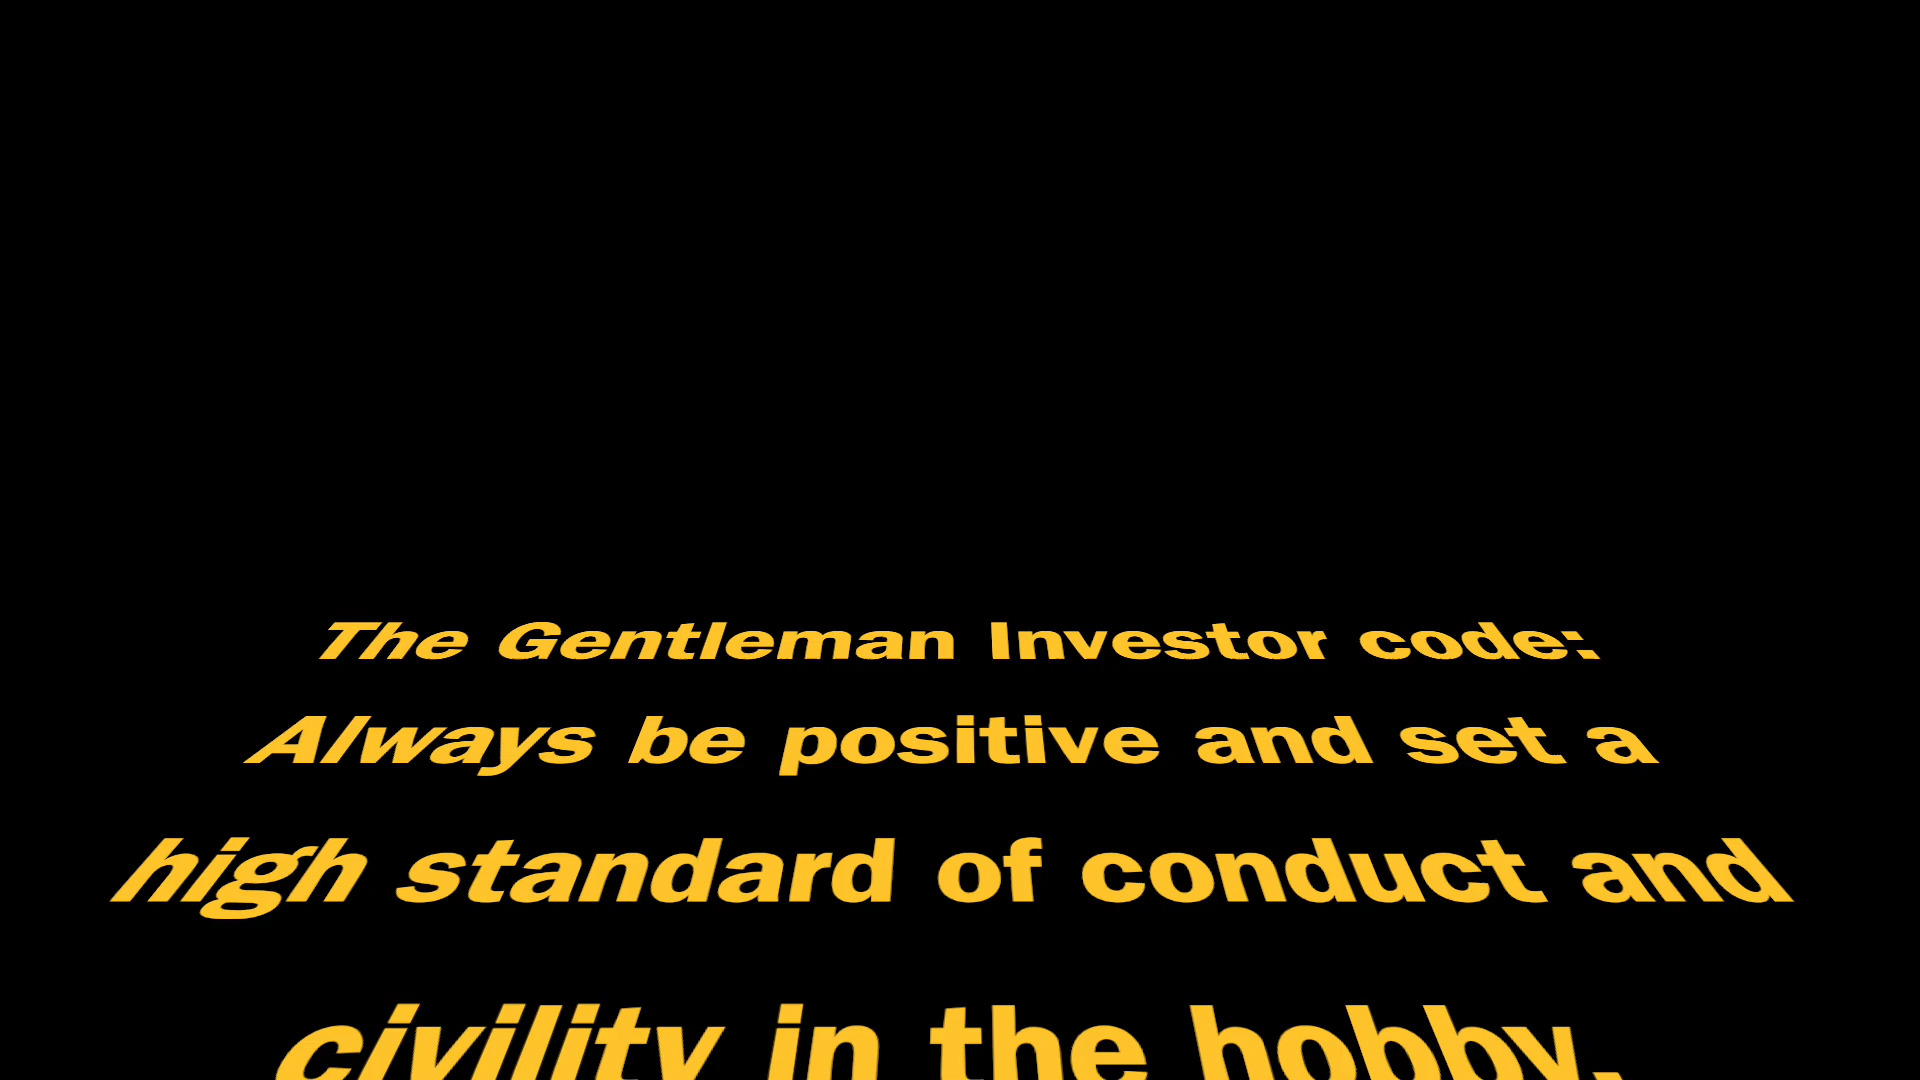 The Gentleman Investor code:
Always be positive and set a
high standard of conduct and
civility in the hobby.